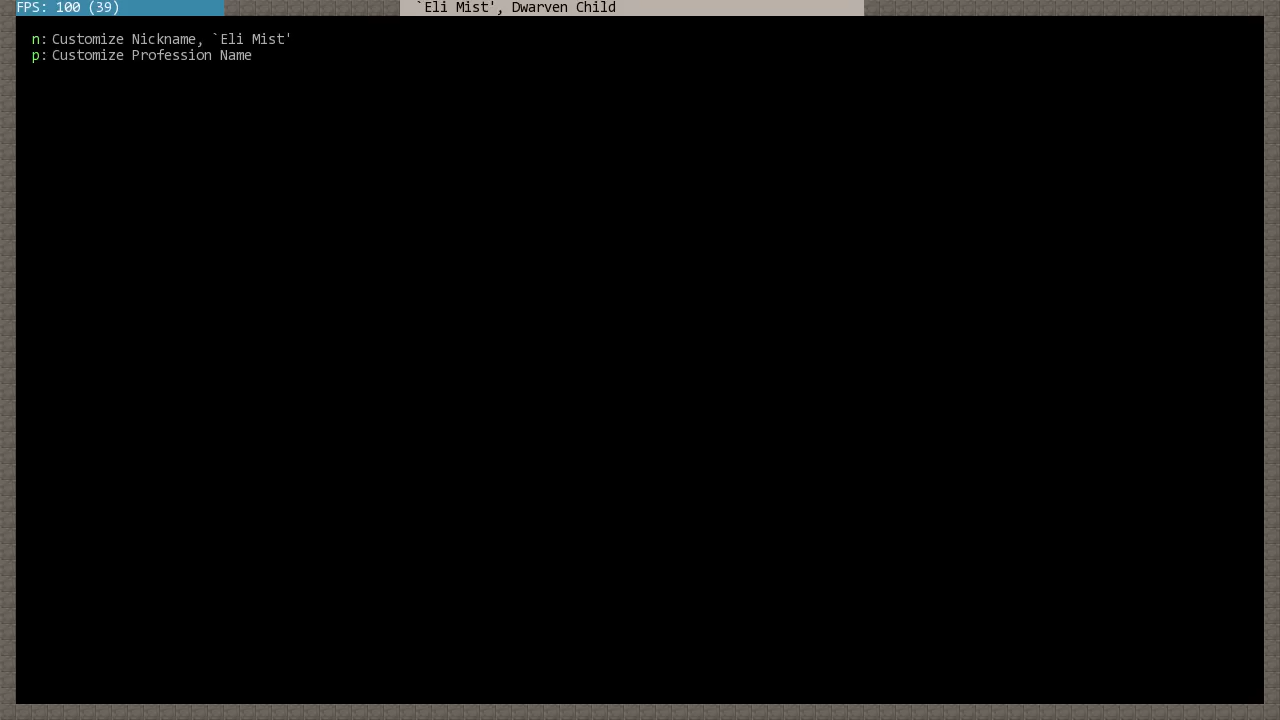 FPS: 100 (39)
`Eli Mist', Dwarven Child
n: Customize Nickname, `Eli Mist'
p: Customize Profession Name